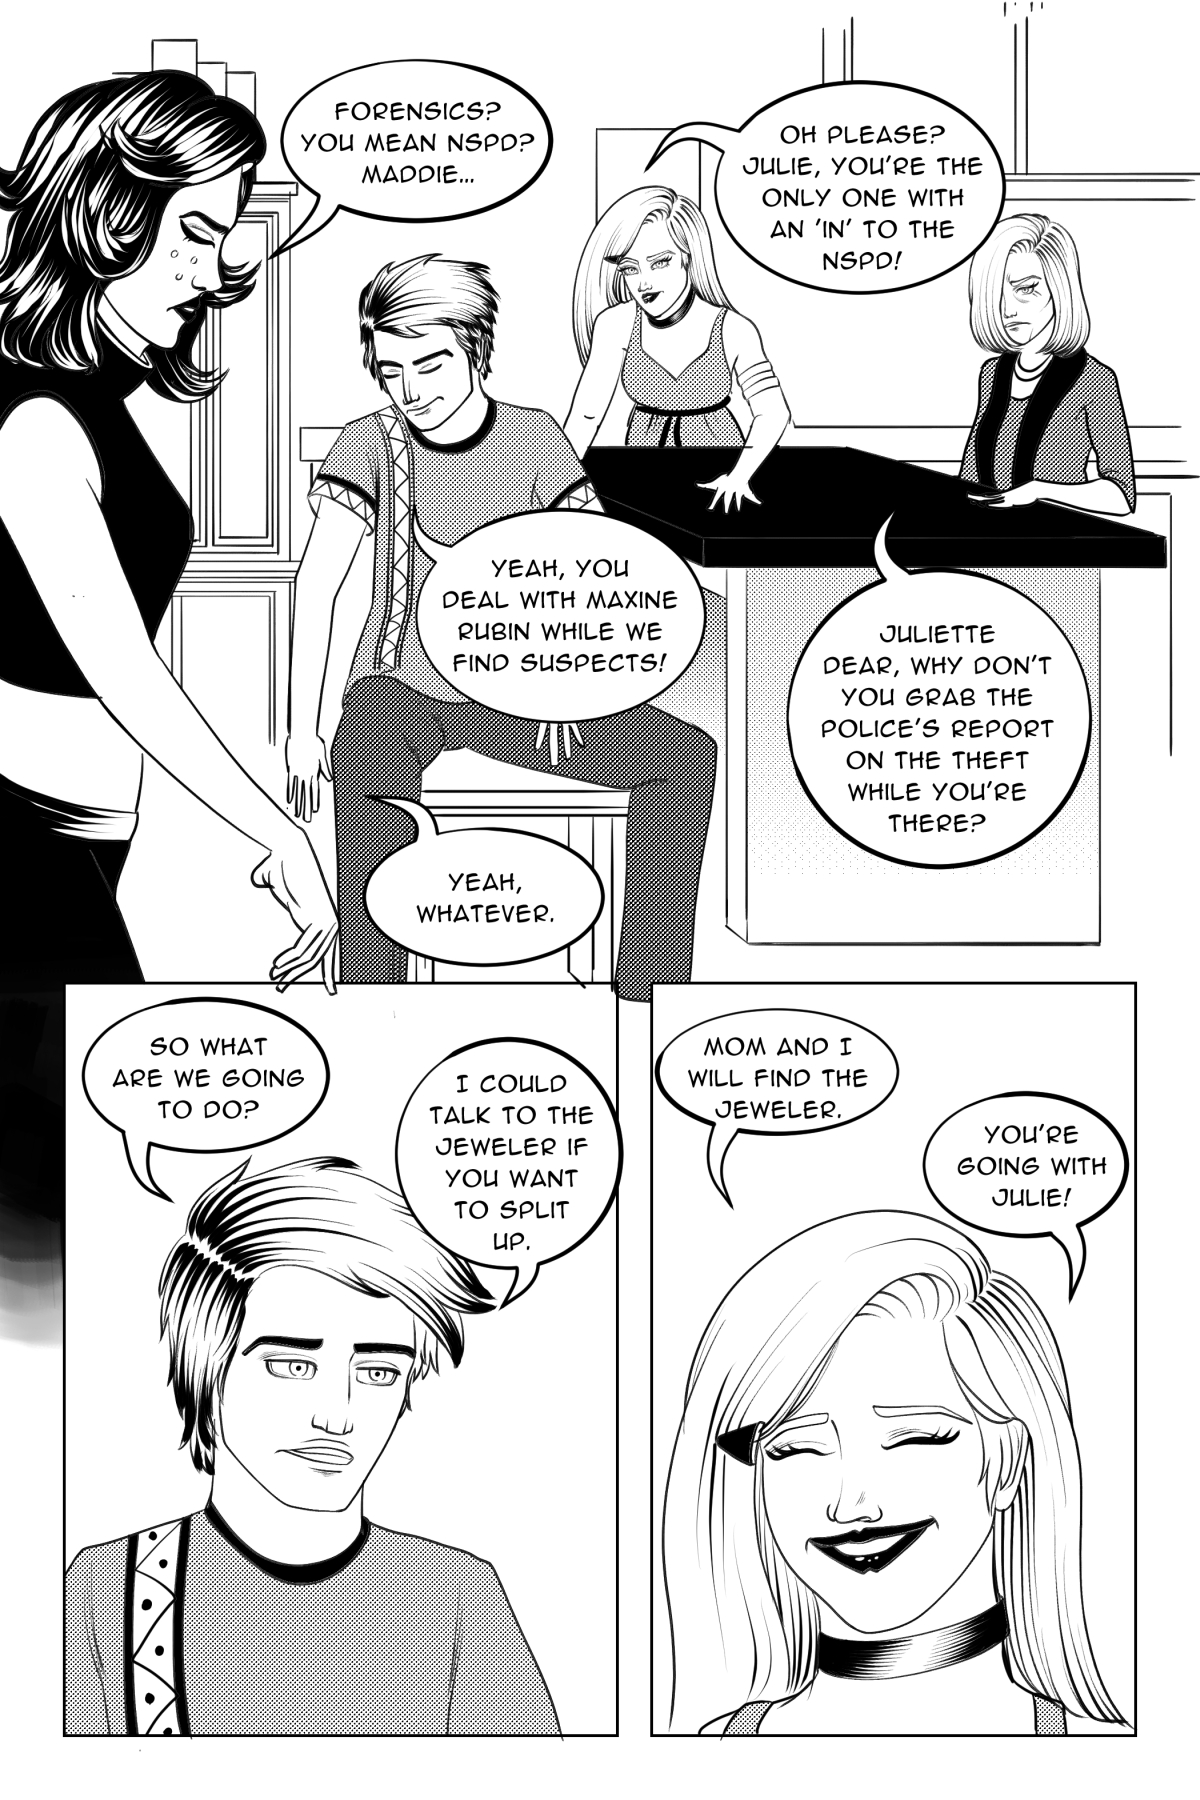 FORENSICS?
YOU MEAN NSPD?
MADDIE...
OH PLEASE?
JULIE, YOU'RE THE
ONLY ONE WITH
AN 'IN' TO THE
NSPD!
YEAH, YOU
DEAL WITH MAXINE
RUBIN WHILE WE
FIND SUSPECTS!
JULIETTE
DEAR, WHY DON'T
YOU GRAB THE
POLICE'S REPORT
ON THE THEFT
WHILE YOU'RE
THERE?
YEAH,
WHATEVER.
SO WHAT
ARE WE GOING
TO DO?
I COULD
TALK TO THE
JEWELER IF
YOU WANT
TO SPLIT
UP.
MOM AND I
WILL FIND THE
JEWELER.
YOU'RE
GOING WITH
JULIE!